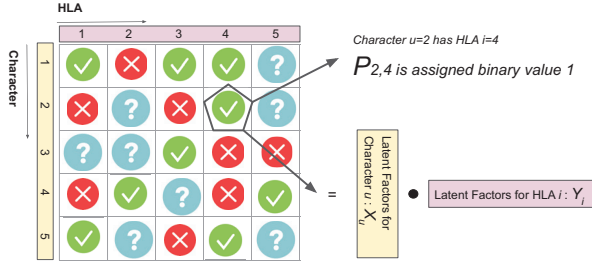 HLA
1 2 3 4 5
Character
1
2
3
4
5
?
? ?
? ?
?
? ?
Character u=2 has HLA i=4
P2,4 is assigned binary value 1
=
Latent Factors for
Character u : Xu
Latent Factors for HLA i : Yi